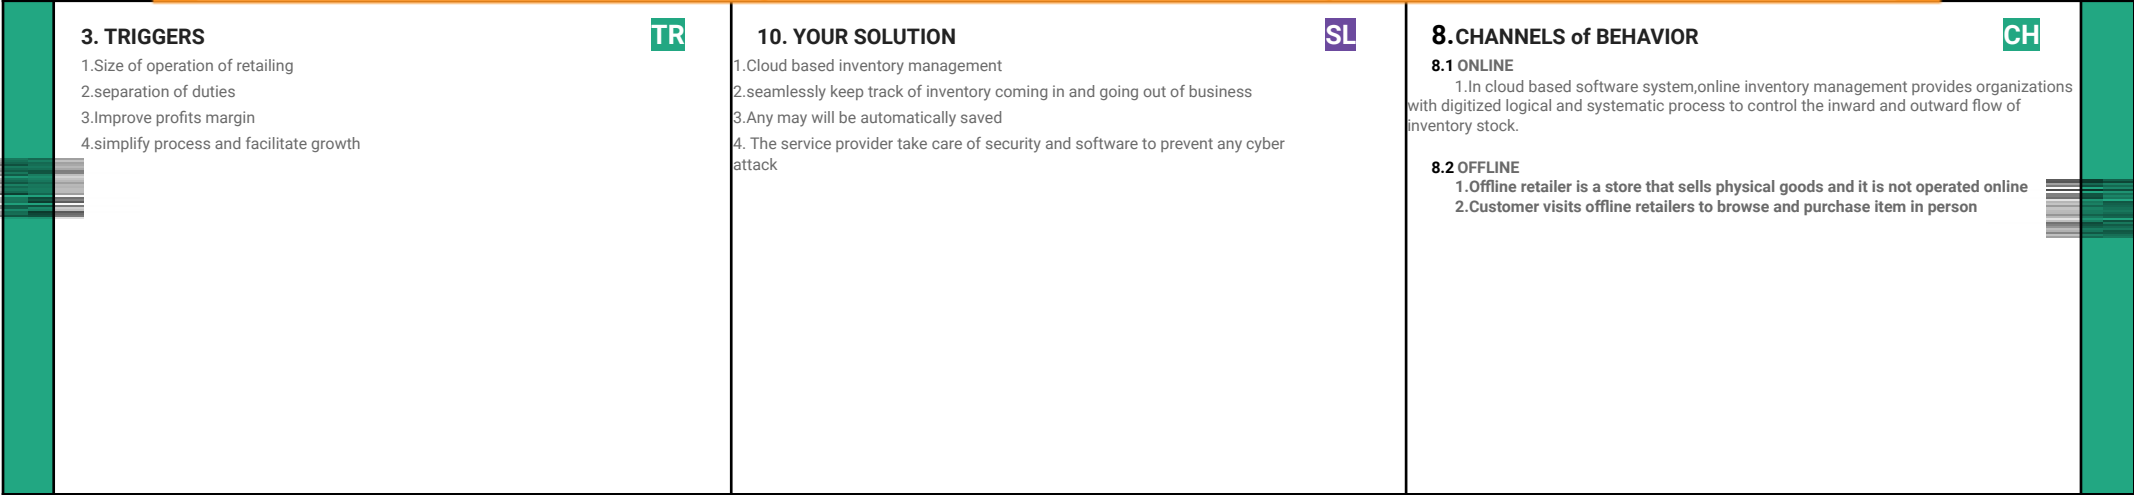 3. TRIGGERS
TR
1.Size of operation of retailing
2.separation of duties
3.Improve profits margin
4.simplify process and facilitate growth
10. YOUR SOLUTION
SL
1.Cloud based inventory management
2.seamlessly keep track of inventory coming in and going out of business
3.Any may will be automatically saved
4. The service provider take care of security and software to prevent any cyber
attack
8.CHANNELS of BEHAVIOR
CH
8.1 ONLINE
1.In cloud based software system,online inventory management provides organizations
with digitized logical and systematic process to control the inward and outward flow of
inventory stock.
8.2 OFFLINE
1.Offline retailer is a store that sells physical goods and it is not operated online
2.Customer visits offline retailers to browse and purchase item in person